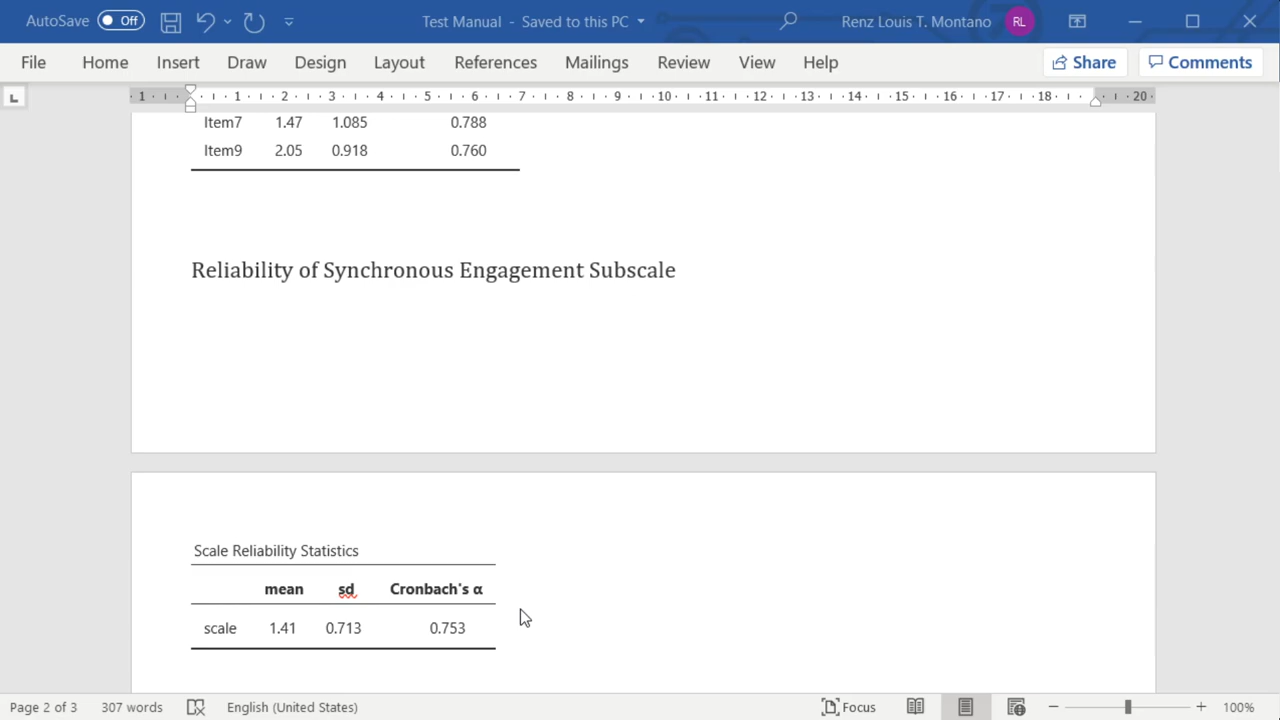 AutoSave Off Test Manual - Saved to this PC Renz Louis T. Montano RL
File Home Insert Draw Design Layout References Mailings Review View Help Share Comments
L 1 1 2 3 4 5 6 7 8 9 10 11 12 13 14 15 16 17 18 20
Item7 1.47 1.085 0.788
Item9 2.05 0.918 0.760
Reliability of Synchronous Engagement Subscale
Scale Reliability Statistics
mean sd Cronbach's α
scale 1.41 0.713 0.753
Page 2 of 3 307 words English (United States) Focus 100%